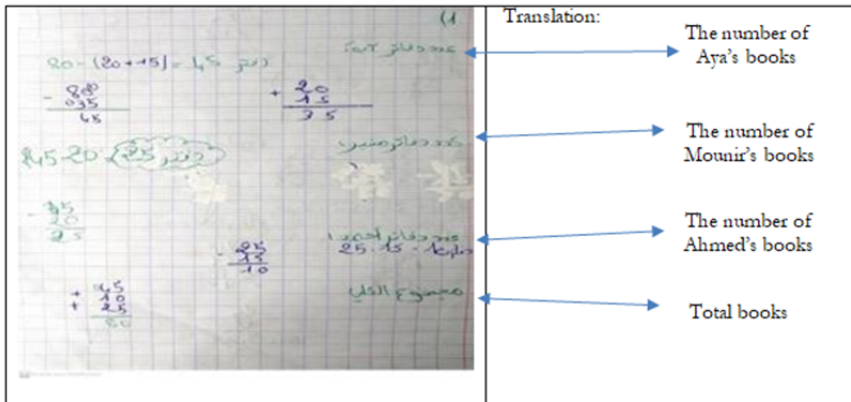 (1
Translation:
عدد دفاتر آية:
The number of
Aya's books
20 - (20+15) = 45 دفتر
- 80
035
45
+ 20
15
35
عدد دفاتر منير:
The number of
Mounir's books
45-20 = 25 دفتر
- 45
20
25
عدد دفاتر أحمد:
The number of
Ahmed's books
25-15 =
- 25
15
10
مجموع الكلي
Total books
+ 45
+ 10
25
80